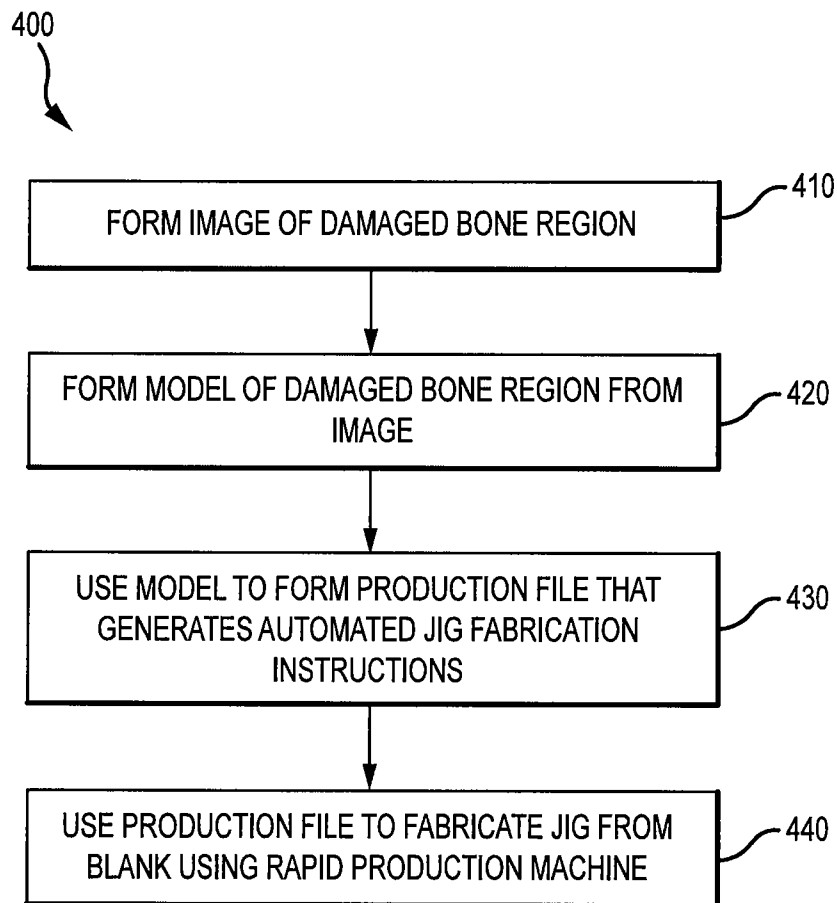 400
FORM IMAGE OF DAMAGED BONE REGION
410
FORM MODEL OF DAMAGED BONE REGION FROM
IMAGE
420
USE MODEL TO FORM PRODUCTION FILE THAT
GENERATES AUTOMATED JIG FABRICATION
INSTRUCTIONS
430
USE PRODUCTION FILE TO FABRICATE JIG FROM
BLANK USING RAPID PRODUCTION MACHINE
440